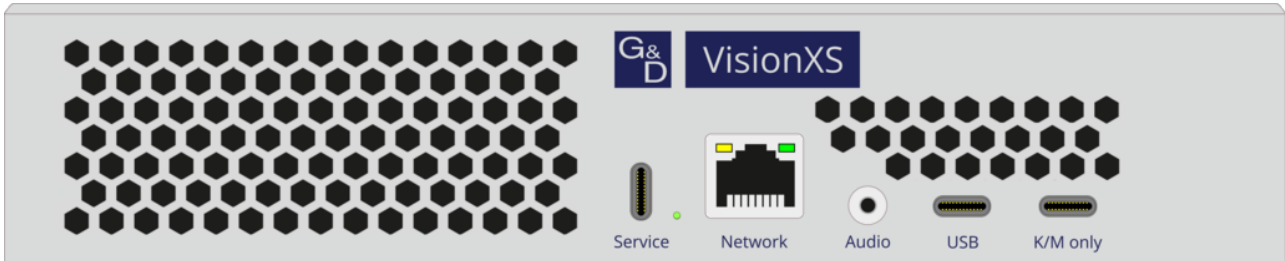 G&D
VisionXS
Service
Network
Audio
USB
K/M only